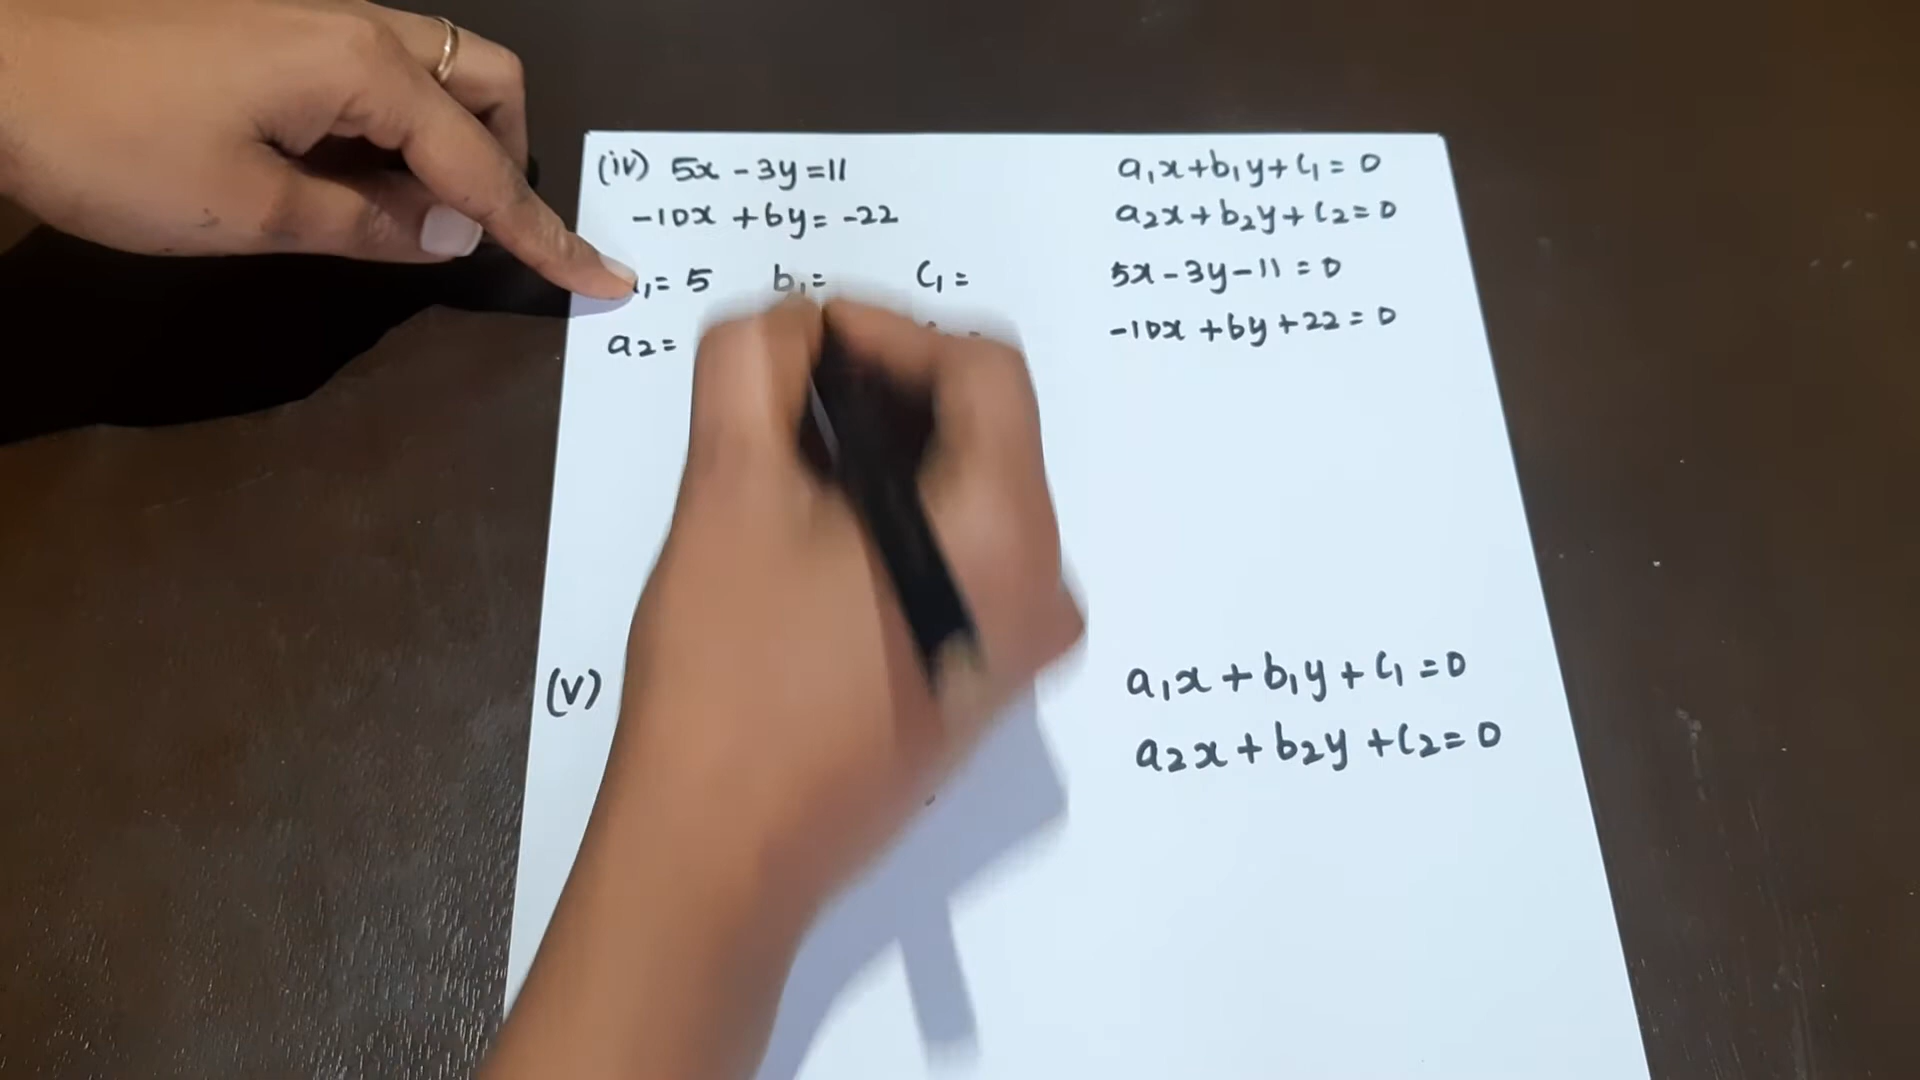 (iv) 5x - 3y = 11
-10x + 6y = -22
₁ = 5 b₁ = C₁ =
a₂ =
a₁x + b₁y + C₁ = 0
a₂x + b₂y + C₂ = 0
5x - 3y - 11 = 0
-10x + 6y + 22 = 0
(v)
a₁x + b₁y + C₁ = 0
a₂x + b₂y + C₂ = 0